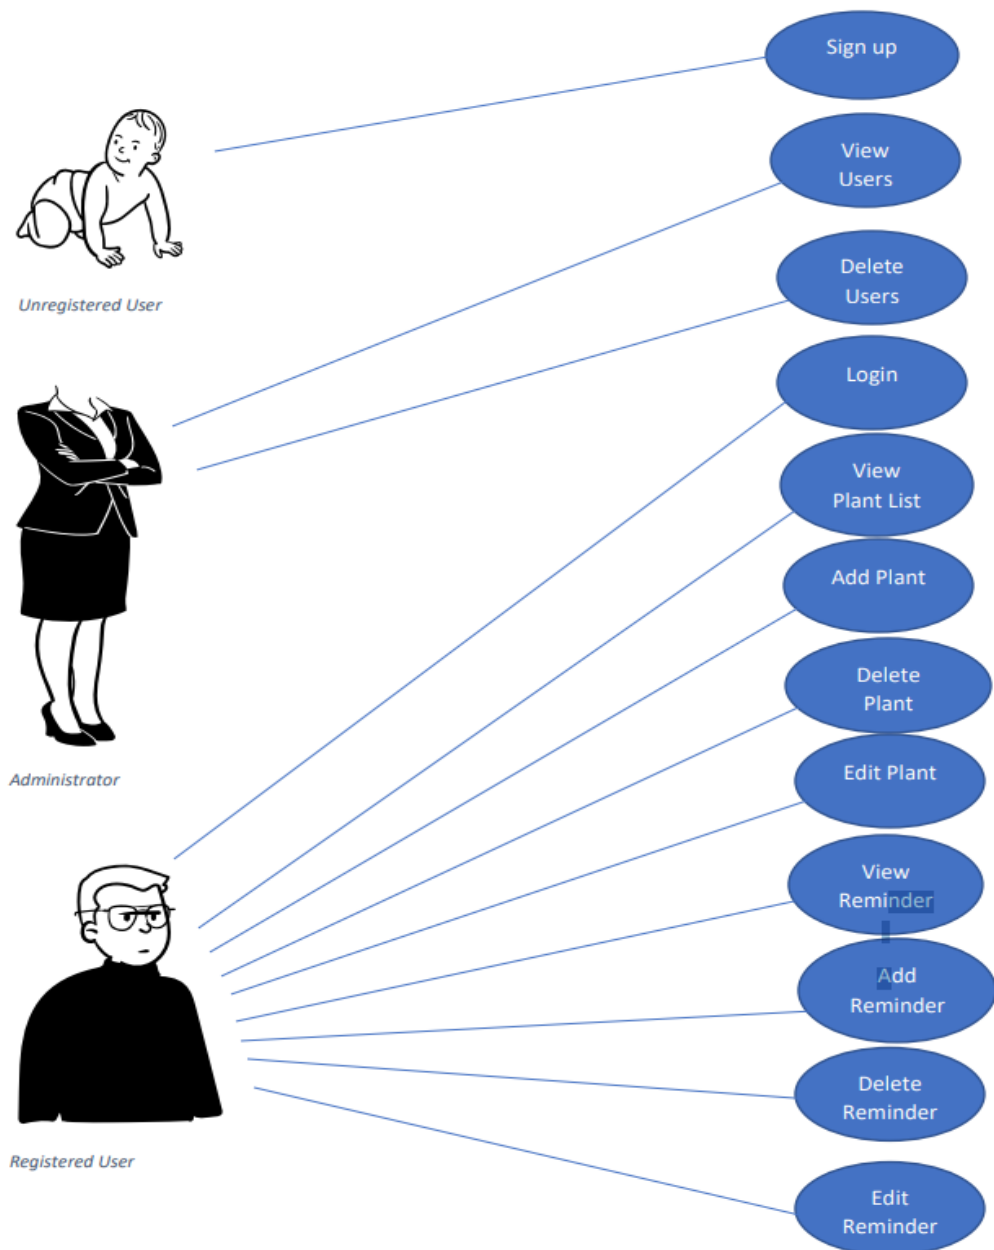 Sign up
View
Users
Unregistered User
Delete
Users
Login
View
Plant List
Add Plant
Delete
Plant
Administrator
Edit Plant
View
Reminder
Add
Reminder
Delete
Reminder
Registered User
Edit
Reminder